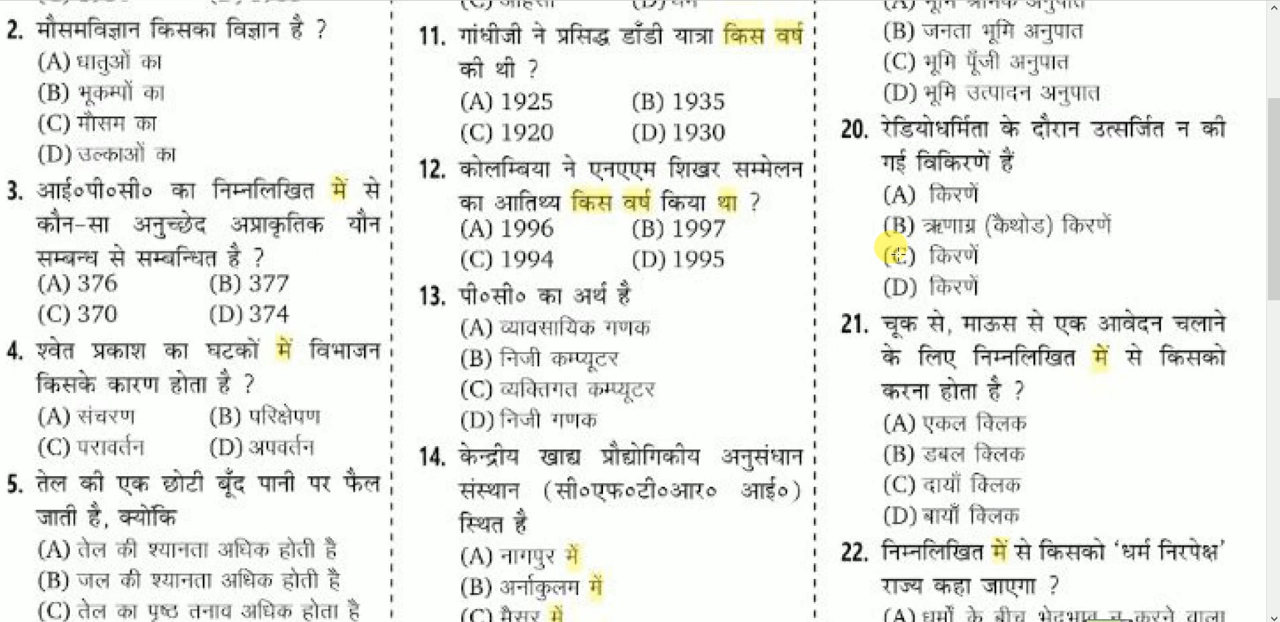 2. मौसमविज्ञान किसका विज्ञान है ?
(A) धातुओं का
(B) भूकम्पों का
(C) मौसम का
(D) उल्काओं का
3. आई०पी०सी० का निम्नलिखित में से
कौन-सा अनुच्छेद अप्राकृतिक यौन
सम्बन्ध से सम्बन्धित है ?
(A) 376 (B) 377
(C) 370 (D) 374
4. श्वेत प्रकाश का घटकों में विभाजन
किसके कारण होता है ?
(A) संचरण (B) परिक्षेपण
(C) परावर्तन (D) अपवर्तन
5. तेल की एक छोटी बूँद पानी पर फैल
जाती है, क्योंकि
(A) तेल की श्यानता अधिक होती है
(B) जल की श्यानता अधिक होती है
(C) तेल का पृष्ठ तनाव अधिक होता है
11. गांधीजी ने प्रसिद्ध डाँडी यात्रा किस वर्ष
की थी ?
(A) 1925 (B) 1935
(C) 1920 (D) 1930
12. कोलम्बिया ने एनएएम शिखर सम्मेलन
का आतिथ्य किस वर्ष किया था ?
(A) 1996 (B) 1997
(C) 1994 (D) 1995
13. पी०सी० का अर्थ है
(A) व्यावसायिक गणक
(B) निजी कम्प्यूटर
(C) व्यक्तिगत कम्प्यूटर
(D) निजी गणक
14. केन्द्रीय खाद्य प्रौद्योगिकीय अनुसंधान
संस्थान (सी०एफ०टी०आर० आई०)
स्थित है
(A) नागपुर में
(B) अर्नाकुलम में
(C) मैसूर में
(B) जनता भूमि अनुपात
(C) भूमि पूँजी अनुपात
(D) भूमि उत्पादन अनुपात
20. रेडियोधर्मिता के दौरान उत्सर्जित न की
गई विकिरणें हैं
(A) किरणें
(B) ऋणाग्र (कैथोड) किरणें
(C) किरणें
(D) किरणें
21. चूक से, माऊस से एक आवेदन चलाने
के लिए निम्नलिखित में से किसको
करना होता है ?
(A) एकल क्लिक
(B) डबल क्लिक
(C) दायाँ क्लिक
(D) बायाँ क्लिक
22. निम्नलिखित में से किसको ‘धर्म निरपेक्ष’
राज्य कहा जाएगा ?
(A) धर्मों के बीच भेदभाव न करने वाला